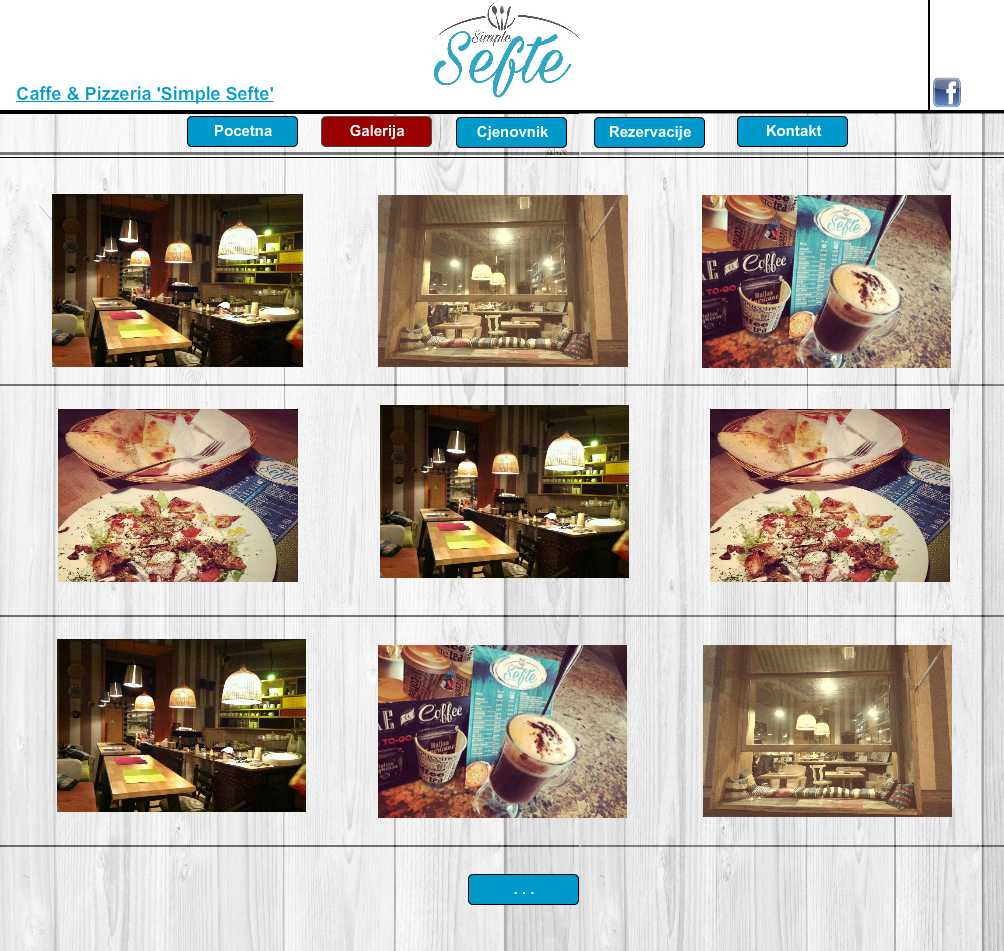 Simple
Sefte
Caffe & Pizzeria 'Simple Sefte'
f
Pocetna
Galerija
Cjenovnik
Rezervacije
Kontakt
Sefte
Coffee
TO-GO
Sefte
Sefte
Sefte
Coffee
TO-GO
. . .